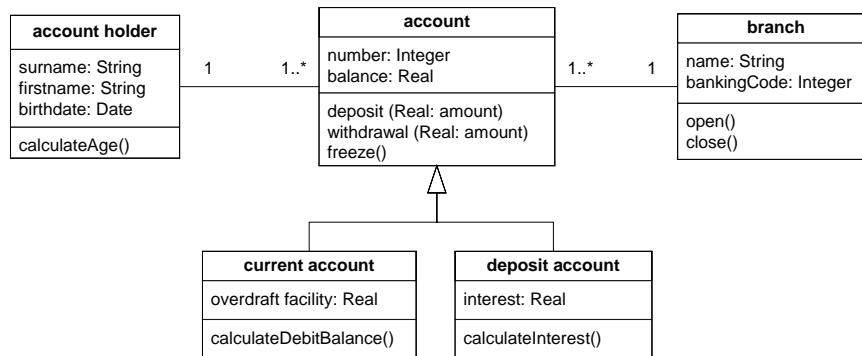 account holder
surname: String
firstname: String
birthdate: Date
calculateAge()
1
1..*
account
number: Integer
balance: Real
deposit (Real: amount)
withdrawal (Real: amount)
freeze()
1..*
1
branch
name: String
bankingCode: Integer
open()
close()
current account
overdraft facility: Real
calculateDebitBalance()
deposit account
interest: Real
calculateInterest()